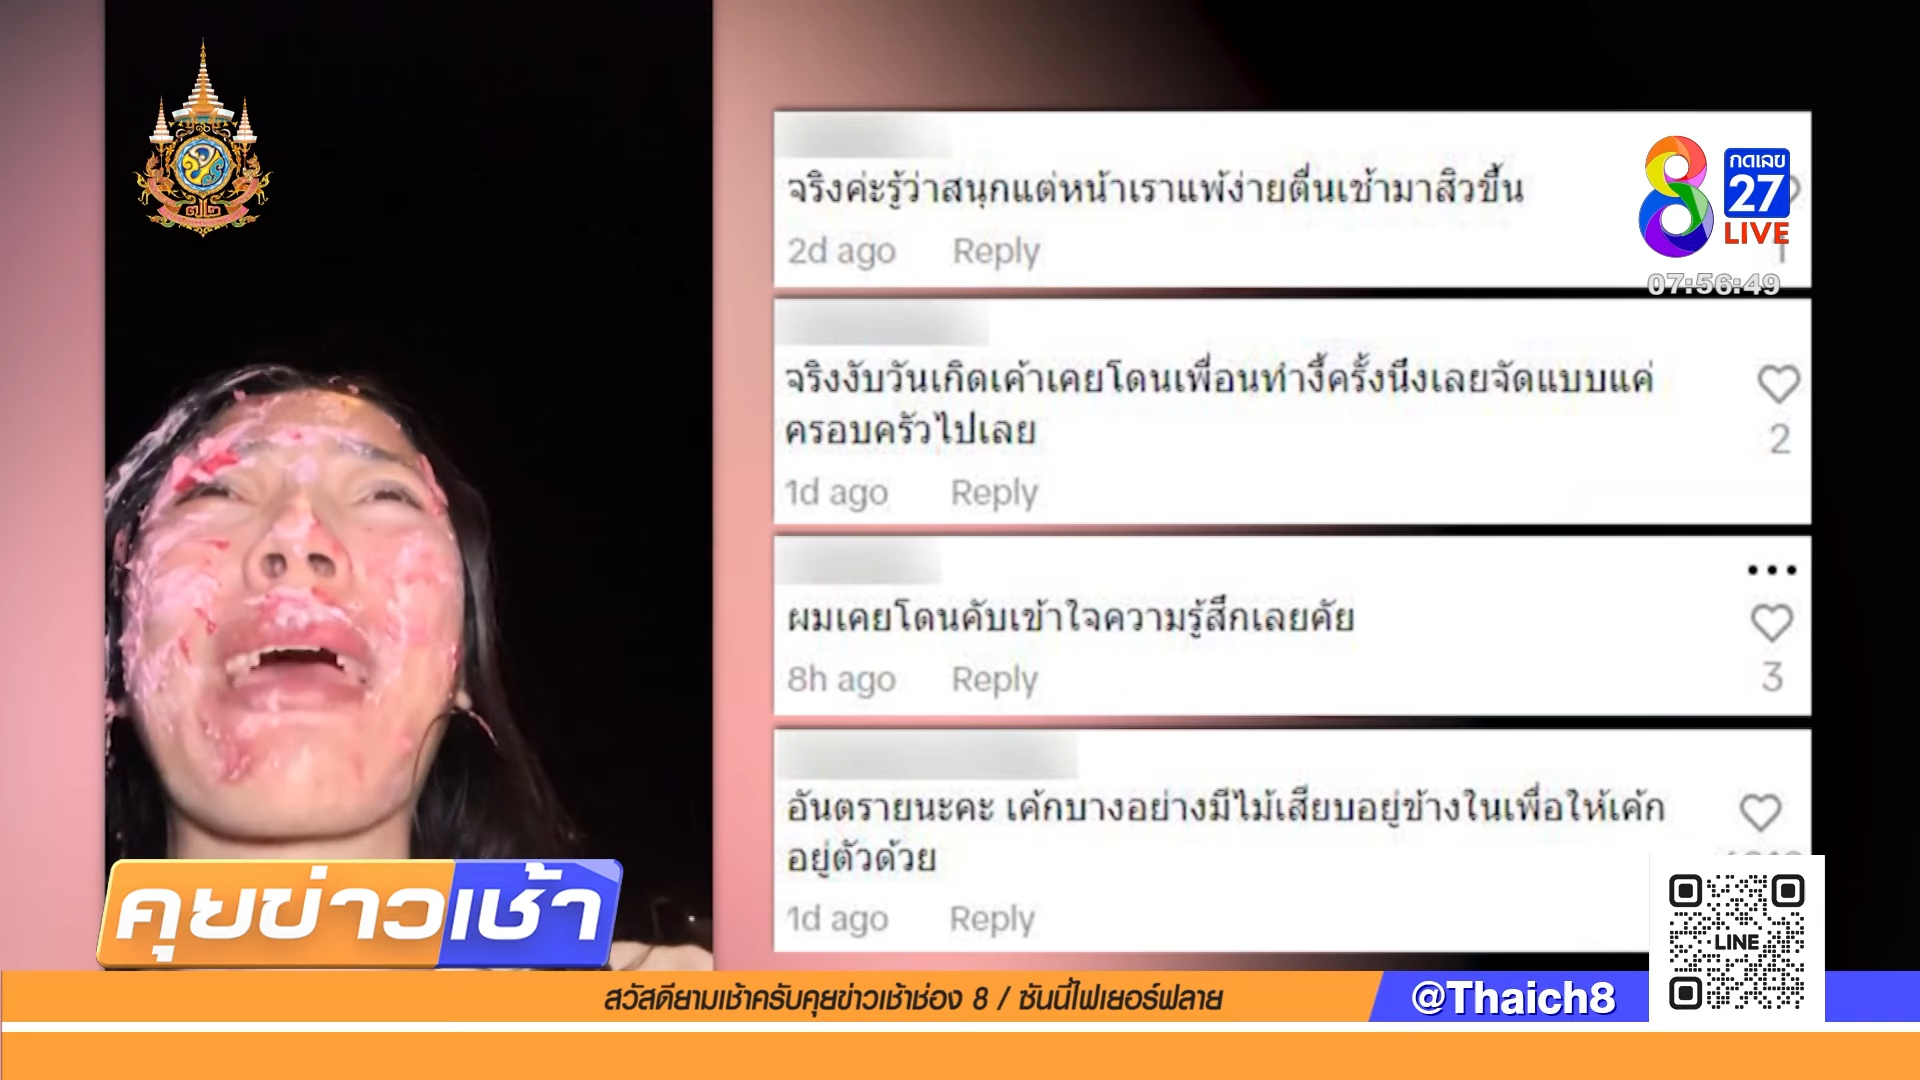 ๗๒
กดเลข
27
LIVE
07:56:49
จริงค่ะรู้ว่าสนุกแต่หน้าเราแพ้ง่ายตื่นเช้ามาสิวขึ้น
2d ago Reply
1
จริงงับวันเกิดเค้าเคยโดนเพื่อนทำงี้ครั้งนึงเลยจัดแบบแค่
ครอบครัวไปเลย
2
1d ago Reply
ผมเคยโดนคับเข้าใจความรู้สึกเลยคัย
3
8h ago Reply
อันตรายนะคะ เค้กบางอย่างมีไม้เสียบอยู่ข้างในเพื่อให้เค้ก
อยู่ตัวด้วย
1d ago Reply
คุยข่าวเช้า
LINE
สวัสดียามเช้าครับคุยข่าวเช้าช่อง 8 / ซันนี่ไฟเยอร์ฟลาย
@Thaich8